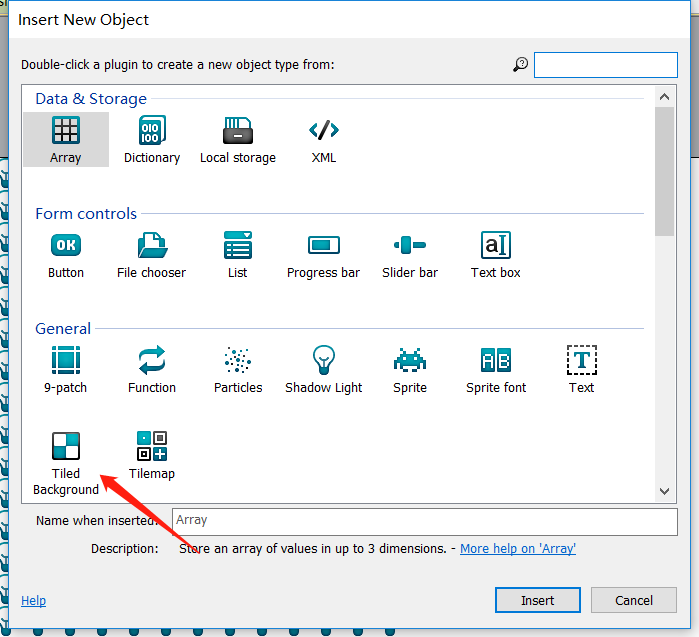 Insert New Object
Double-click a plugin to create a new object type from:
Data & Storage
Array
Dictionary
Local storage
XML
Form controls
OK
Button
File chooser
List
Progress bar
Slider bar
aI
Text box
General
9-patch
Function
Particles
Shadow Light
Sprite
AB
Sprite font
T
Text
Tiled
Background
Tilemap
Name when inserted:
Array
Description:
Store an array of values in up to 3 dimensions. - More help on 'Array'
Help
Insert
Cancel